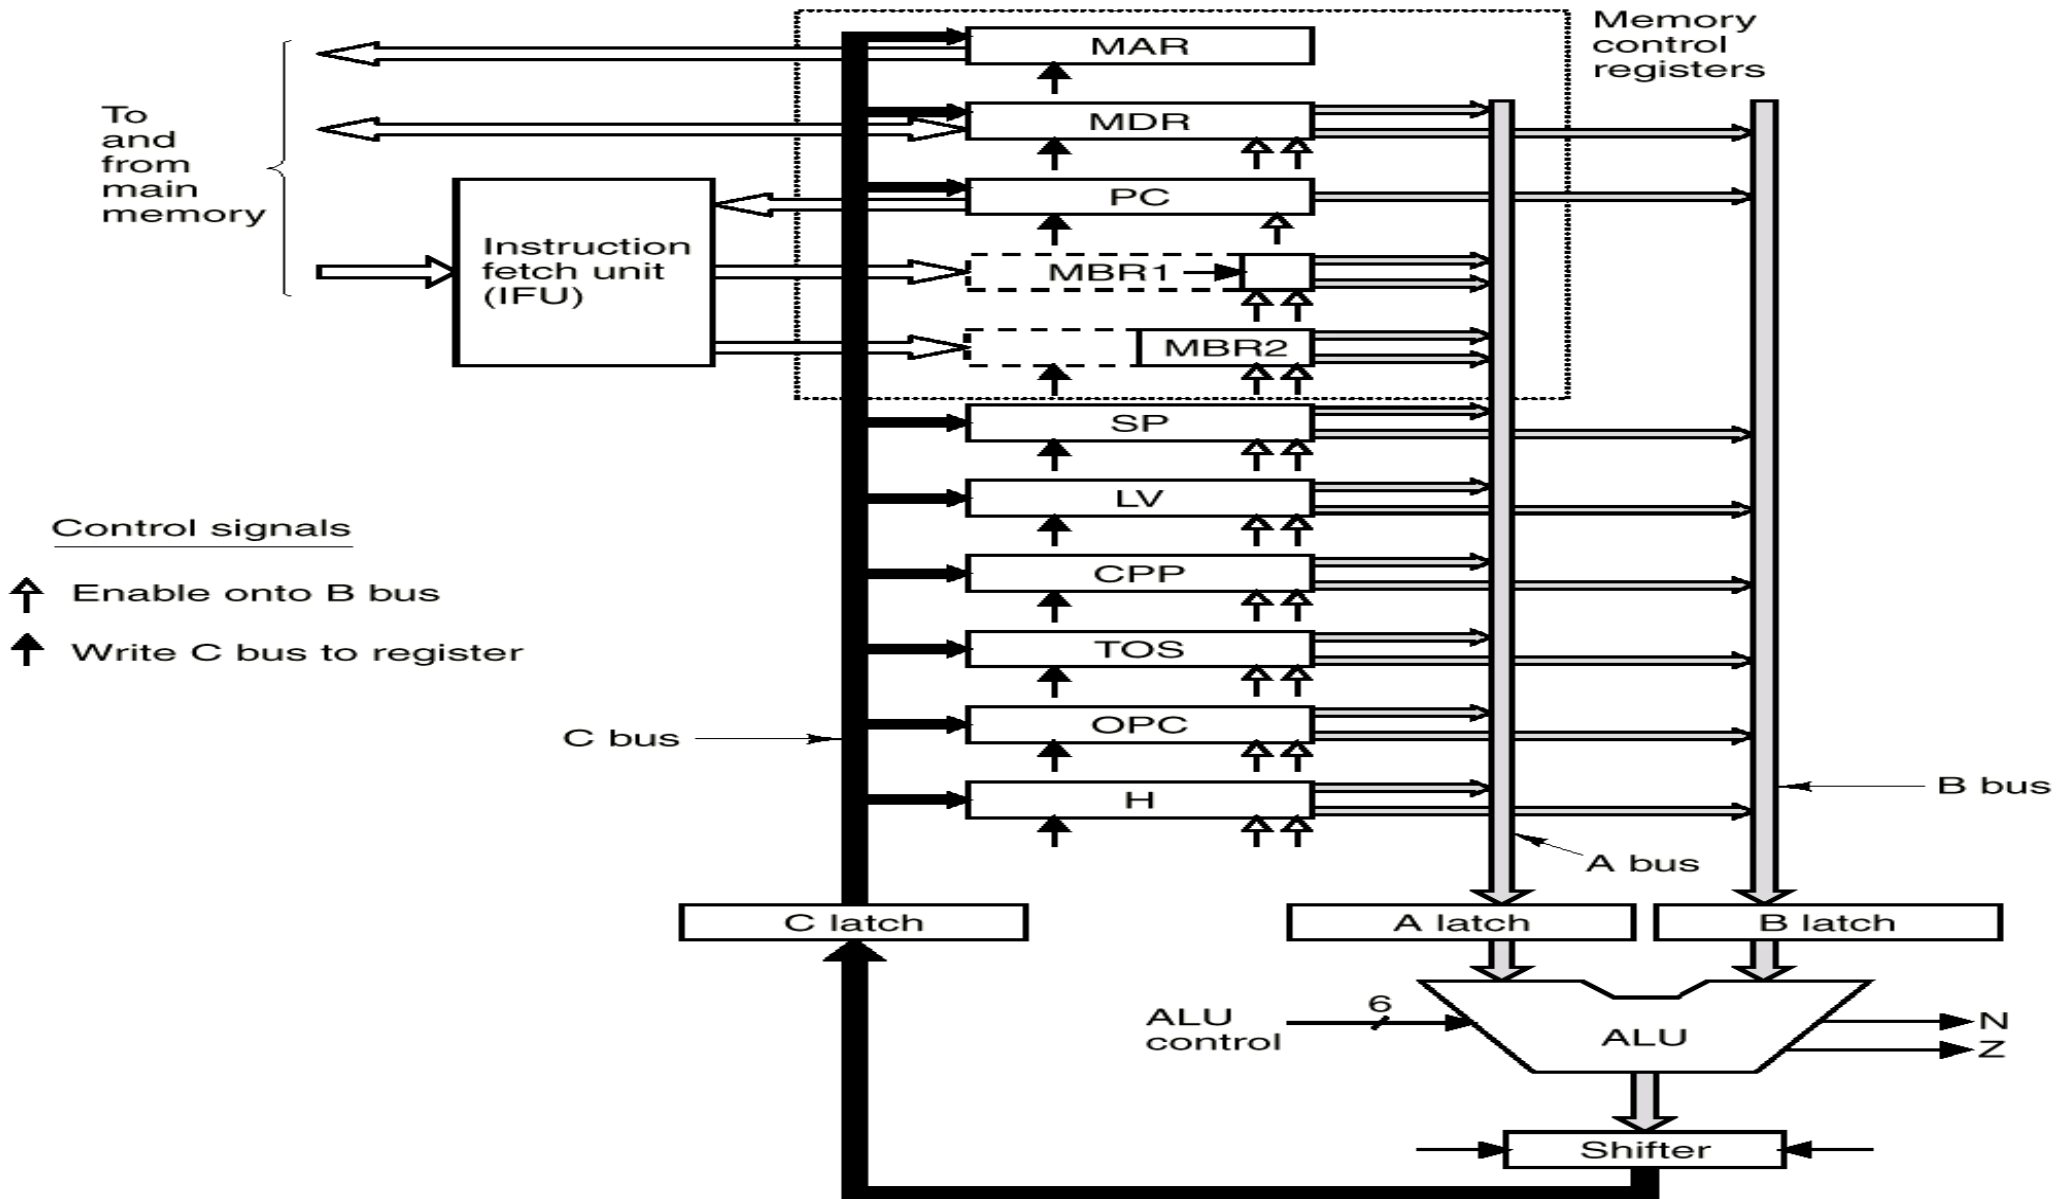 Memory
control
registers
To
and
from
main
memory
MAR
MDR
PC
Instruction
fetch unit
(IFU)
MBR1
MBR2
SP
LV
CPP
TOS
OPC
H
Control signals
Enable onto B bus
Write C bus to register
C bus
B bus
A bus
C latch
A latch
B latch
ALU
control
6
ALU
N
Z
Shifter